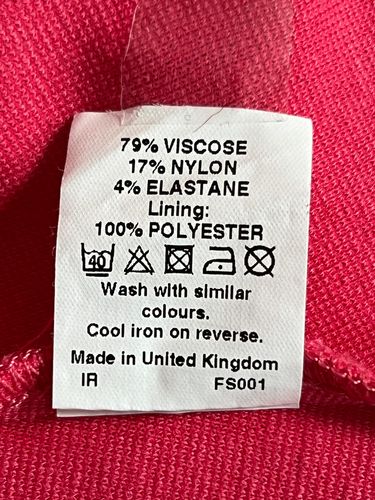 79% VISCOSE
17% NYLON
4% ELASTANE
Lining:
100% POLYESTER
40
Wash with similar
colours.
Cool iron on reverse.
Made in United Kingdom
IR FS001